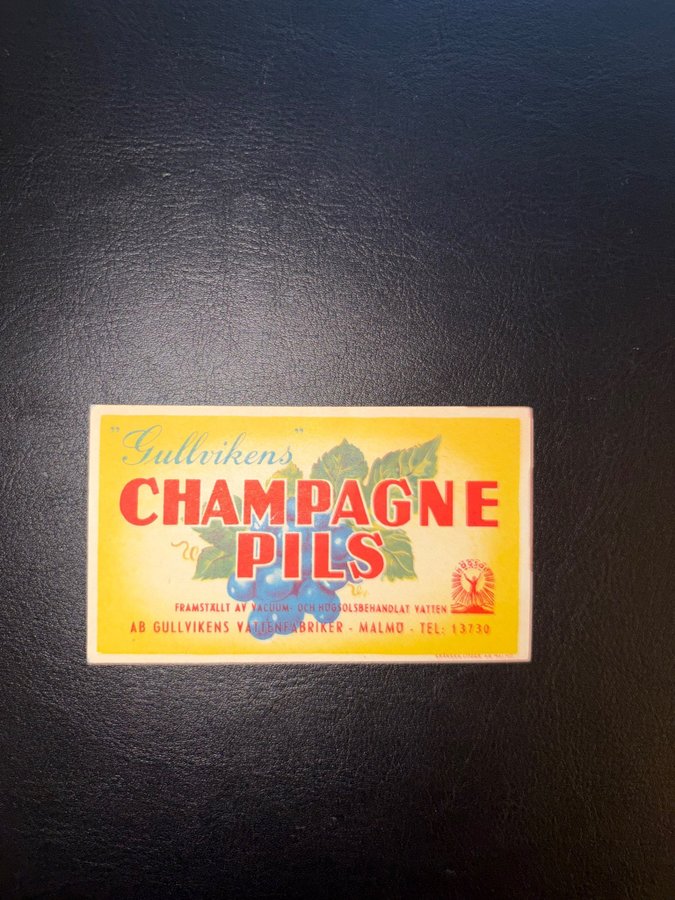 "Gullvikens"
CHAMPAGNE
PILS
FRAMSTÄLLT AV VACUUM- OCH HÖGSOLSBEHANDLAT VATTEN
AB GULLVIKENS VATTENFABRIKER - MALMÖ - TEL: 13730